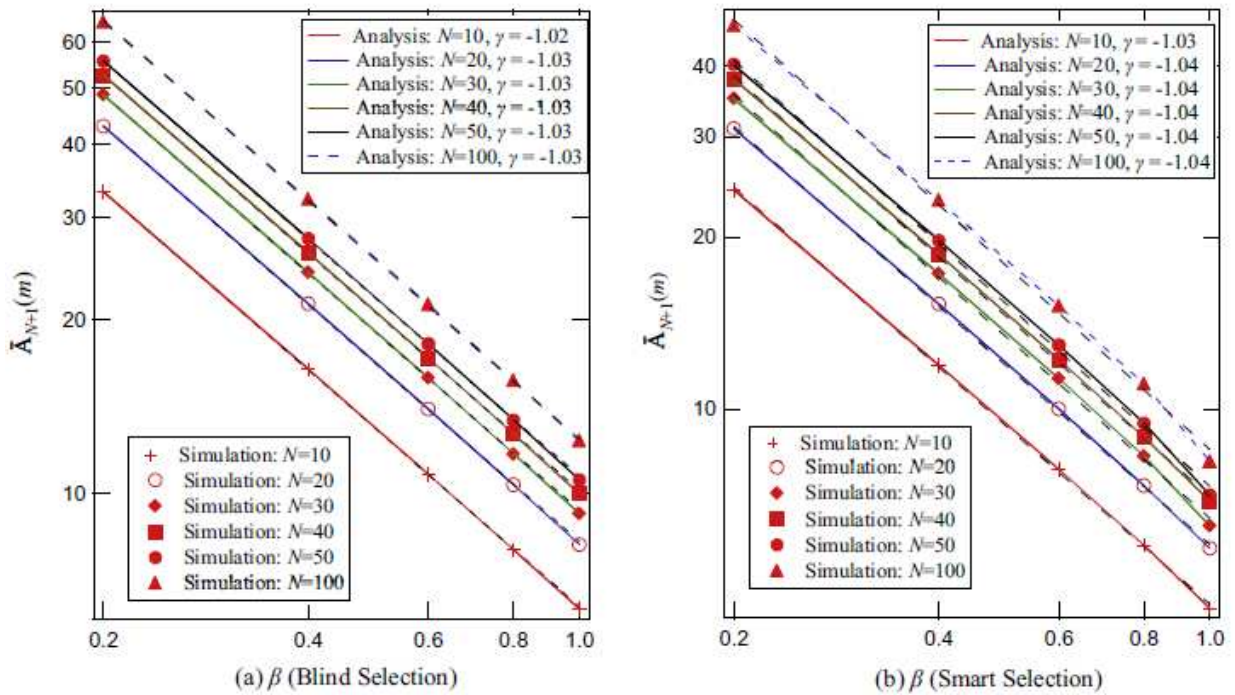 60
50
40
30
20
10
Ā_{N+1}(m)
Analysis: N=10, γ = -1.02
Analysis: N=20, γ = -1.03
Analysis: N=30, γ = -1.03
Analysis: N=40, γ = -1.03
Analysis: N=50, γ = -1.03
Analysis: N=100, γ = -1.03
Simulation: N=10
Simulation: N=20
Simulation: N=30
Simulation: N=40
Simulation: N=50
Simulation: N=100
0.2 0.4 0.6 0.8 1.0
(a) β (Blind Selection)
40
30
20
10
Ā_{N+1}(m)
Analysis: N=10, γ = -1.03
Analysis: N=20, γ = -1.04
Analysis: N=30, γ = -1.04
Analysis: N=40, γ = -1.04
Analysis: N=50, γ = -1.04
Analysis: N=100, γ = -1.04
Simulation: N=10
Simulation: N=20
Simulation: N=30
Simulation: N=40
Simulation: N=50
Simulation: N=100
0.2 0.4 0.6 0.8 1.0
(b) β (Smart Selection)